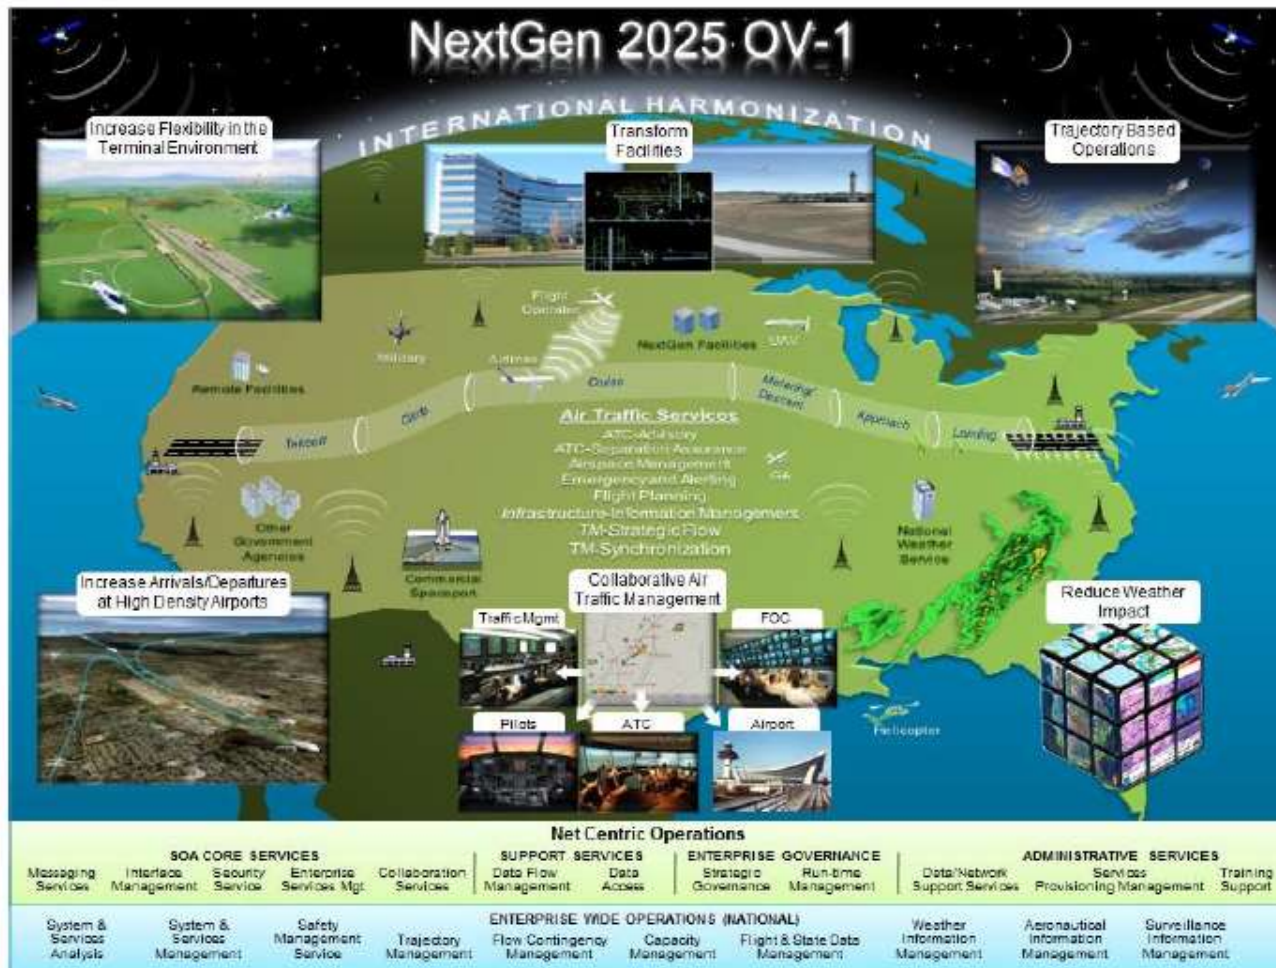 NextGen 2025 OV-1
INTERNATIONAL HARMONIZATION
Increase Flexibility in the
Terminal Environment
Transform
Facilities
Trajectory Based
Operations
Flight
Operator
Military
Airlines
NextGen Facilities
UAV
Remote Facilities
Takeoff
Climb
Cruise
Metering/
Descent
Approach
Landing
Air Traffic Services
ATC-Advisory
ATC-Separation Assurance
Airspace Management
Emergency and Alerting
Flight Planning
Infrastructure-Information Management
TM-Strategic Flow
TM-Synchronization
GA
Other
Government
Agencies
Commercial
Spaceport
National
Weather
Service
Increase Arrivals/Departures
at High Density Airports
Collaborative Air
Traffic Management
Reduce Weather
Impact
Traffic Mgmt
FOC
Pilots
ATC
Airport
Helicopter
Net Centric Operations
SOA CORE SERVICES
Messaging
Services
Interface
Management
Security
Service
Enterprise
Services Mgt
Collaboration
Services
SUPPORT SERVICES
Data Flow
Management
Data
Access
ENTERPRISE GOVERNANCE
Strategic
Governance
Run-time
Management
ADMINISTRATIVE SERVICES
Data/Network
Support Services
Services
Provisioning Management
Training
Support
ENTERPRISE WIDE OPERATIONS (NATIONAL)
System &
Services
Analysis
System &
Services
Management
Safety
Management
Service
Trajectory
Management
Flow Contingency
Management
Capacity
Management
Flight & State Data
Management
Weather
Information
Management
Aeronautical
Information
Management
Surveillance
Information
Management